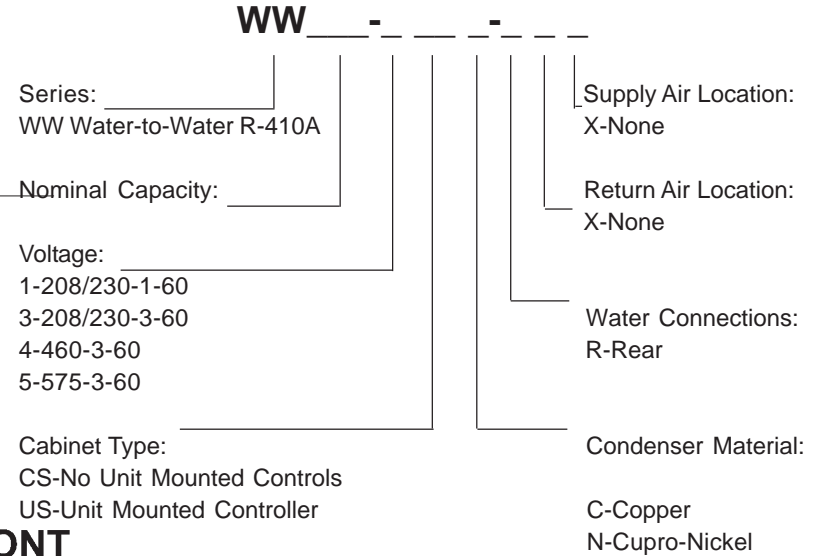 WW___-_ __ _-_ _ _
Series:
WW Water-to-Water R-410A
Nominal Capacity:
Voltage:
1-208/230-1-60
3-208/230-3-60
4-460-3-60
5-575-3-60
Cabinet Type:
CS-No Unit Mounted Controls
US-Unit Mounted Controller
Supply Air Location:
X-None
Return Air Location:
X-None
Water Connections:
R-Rear
Condenser Material:
C-Copper
N-Cupro-Nickel